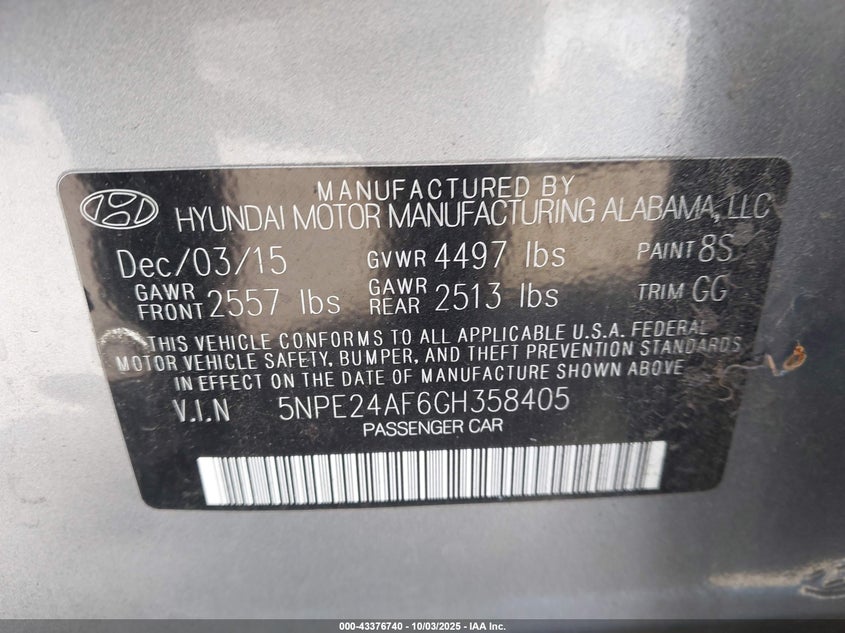 MANUFACTURED BY
HYUNDAI MOTOR MANUFACTURING ALABAMA, LLC
Dec/03/15 GVWR 4497 lbs PAINT 8S
GAWR FRONT 2557 lbs GAWR REAR 2513 lbs TRIM GG
THIS VEHICLE CONFORMS TO ALL APPLICABLE U.S.A. FEDERAL
MOTOR VEHICLE SAFETY, BUMPER, AND THEFT PREVENTION STANDARDS
IN EFFECT ON THE DATE OF MANUFACTURE SHOWN ABOVE
V.I.N 5NPE24AF6GH358405
PASSENGER CAR
000-43376740 - 10/03/2025 - IAA Inc.